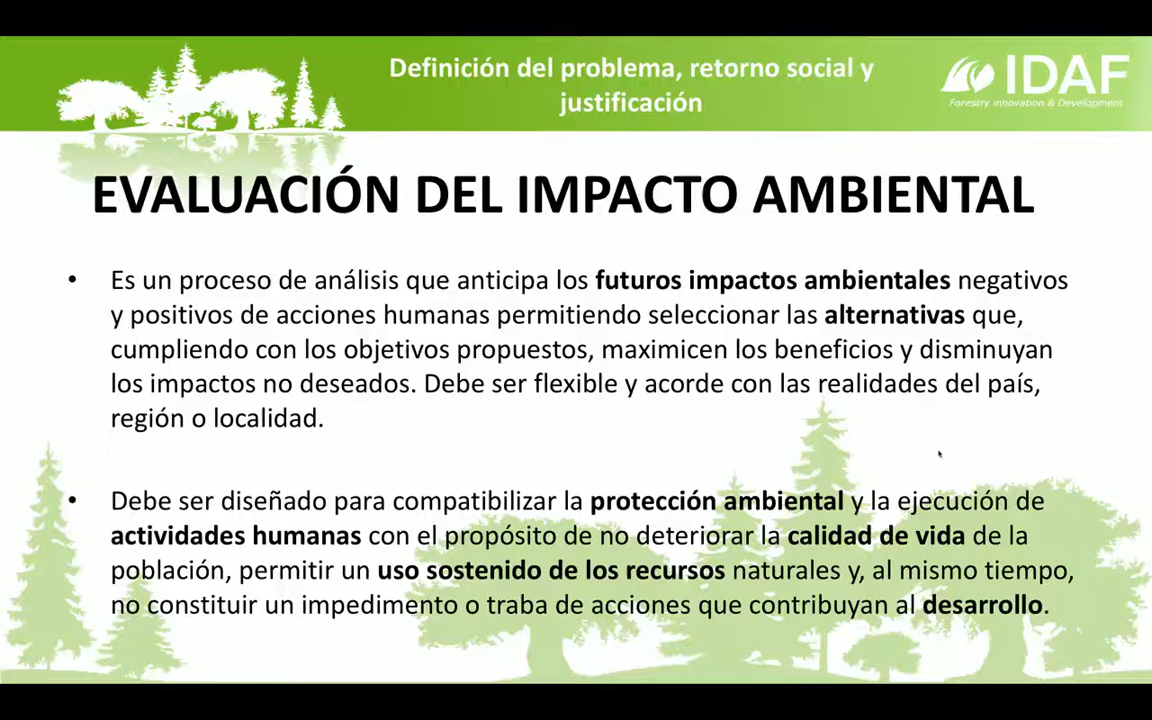 Definición del problema, retorno social y
justificación
IDAF
Forestry innovation & Development
EVALUACIÓN DEL IMPACTO AMBIENTAL
• Es un proceso de análisis que anticipa los futuros impactos ambientales negativos
y positivos de acciones humanas permitiendo seleccionar las alternativas que,
cumpliendo con los objetivos propuestos, maximicen los beneficios y disminuyan
los impactos no deseados. Debe ser flexible y acorde con las realidades del país,
región o localidad.
• Debe ser diseñado para compatibilizar la protección ambiental y la ejecución de
actividades humanas con el propósito de no deteriorar la calidad de vida de la
población, permitir un uso sostenido de los recursos naturales y, al mismo tiempo,
no constituir un impedimento o traba de acciones que contribuyan al desarrollo.